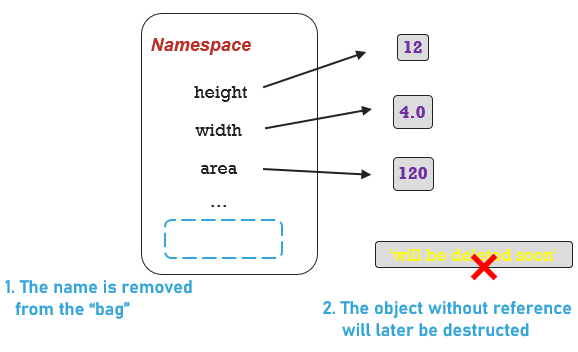 Namespace
height
width
area
...
12
4.0
120
'will be deleted soon'
1. The name is removed
from the “bag”
2. The object without reference
will later be destructed